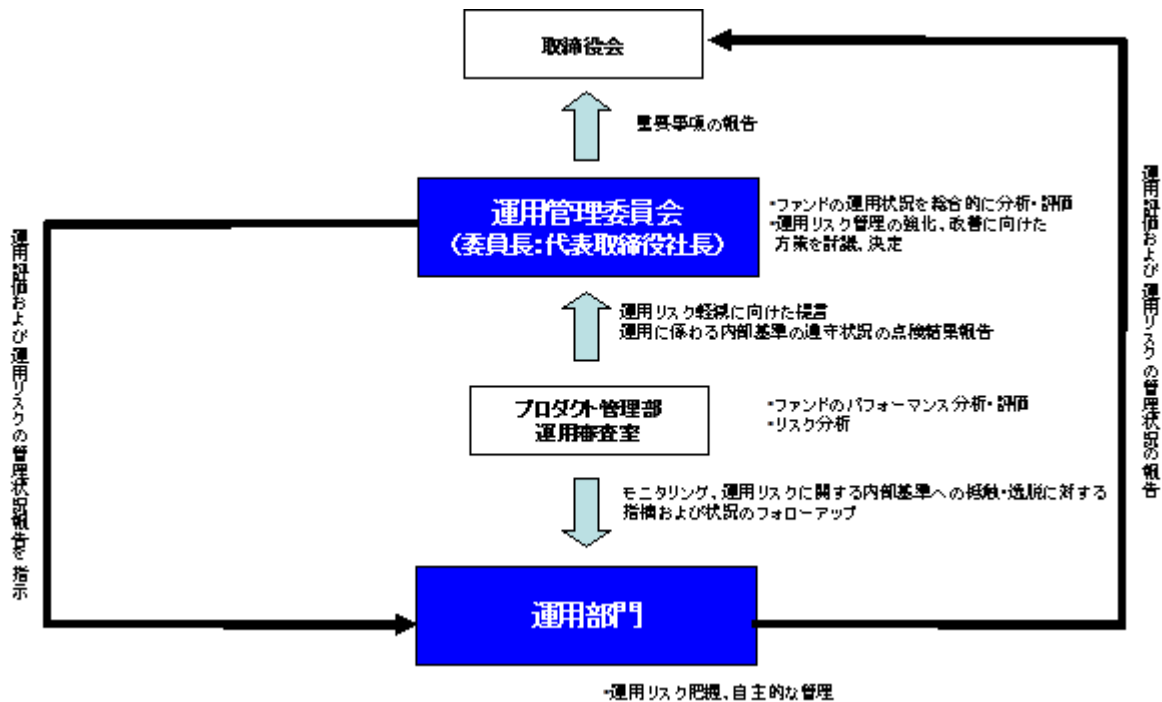 取締役会
重要事項の報告
運用管理委員会
(委員長:代表取締役社長)
・ファンドの運用状況を総合的に分析・評価
・運用リスク管理の強化、改善に向けた
方策を討議、決定
運用リスク軽減に向けた提言
運用に係わる内部基準の遵守状況の点検結果報告
プロダクト管理部
運用審査室
・ファンドのパフォーマンス分析・評価
・リスク分析
モニタリング、運用リスクに関する内部基準への抵触・逸脱に対する
指摘および状況のフォローアップ
運用部門
・運用リスク把握、自主的な管理
運用評価および運用リスクの管理状況報告を指示
運用評価および運用リスクの管理状況の報告